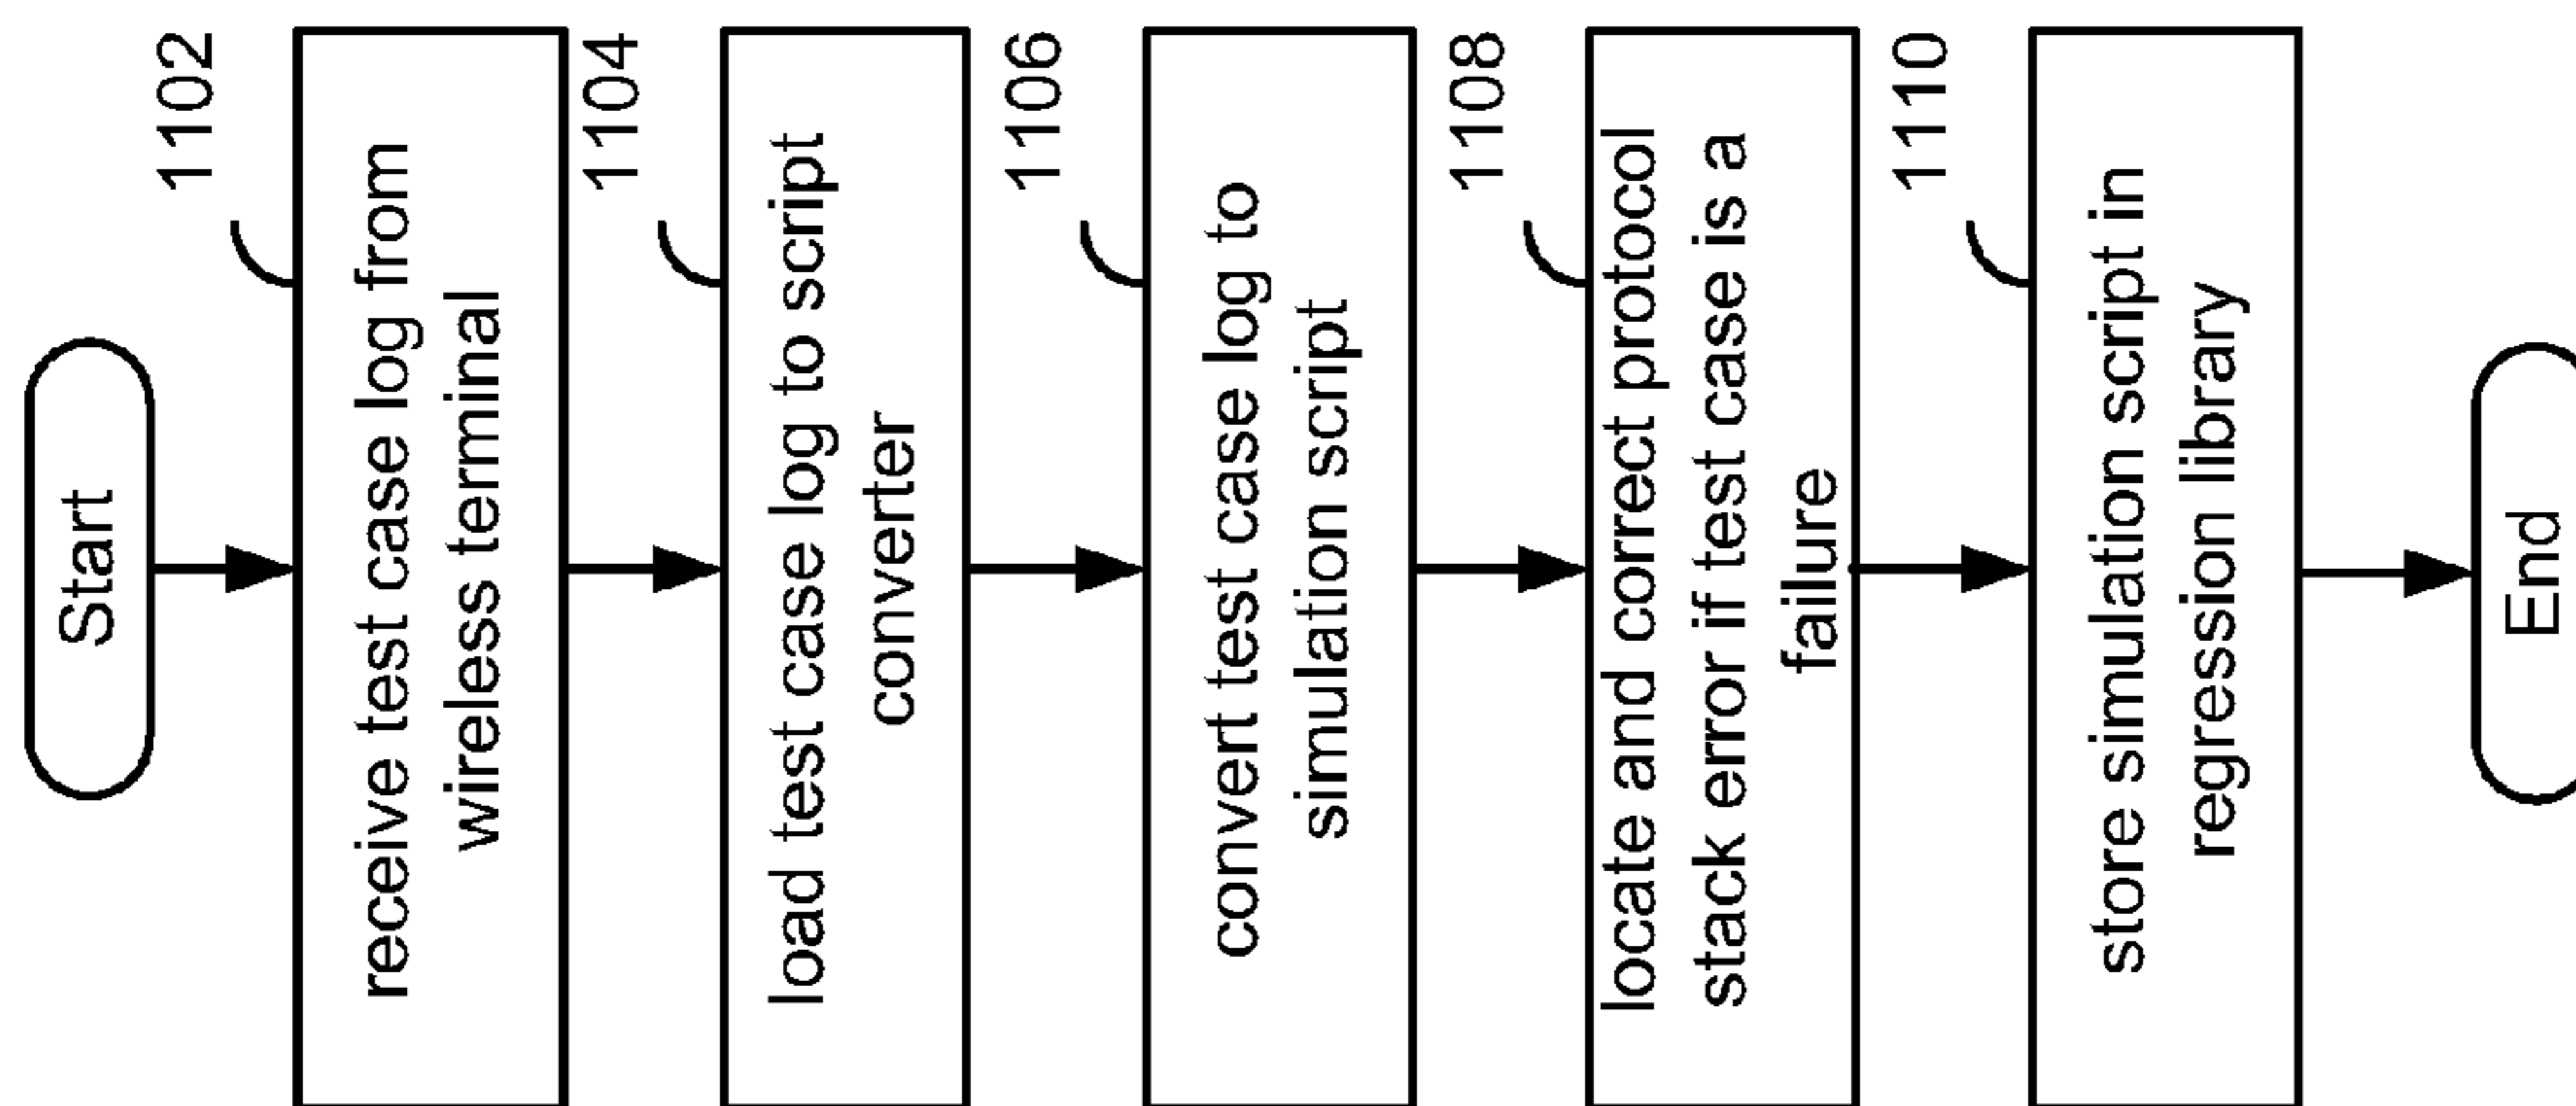 Start
1102
receive test case log from
wireless terminal
1104
load test case log to script
converter
1106
convert test case log to
simulation script
1108
locate and correct protocol
stack error if test case is a
failure
1110
store simulation script in
regression library
End